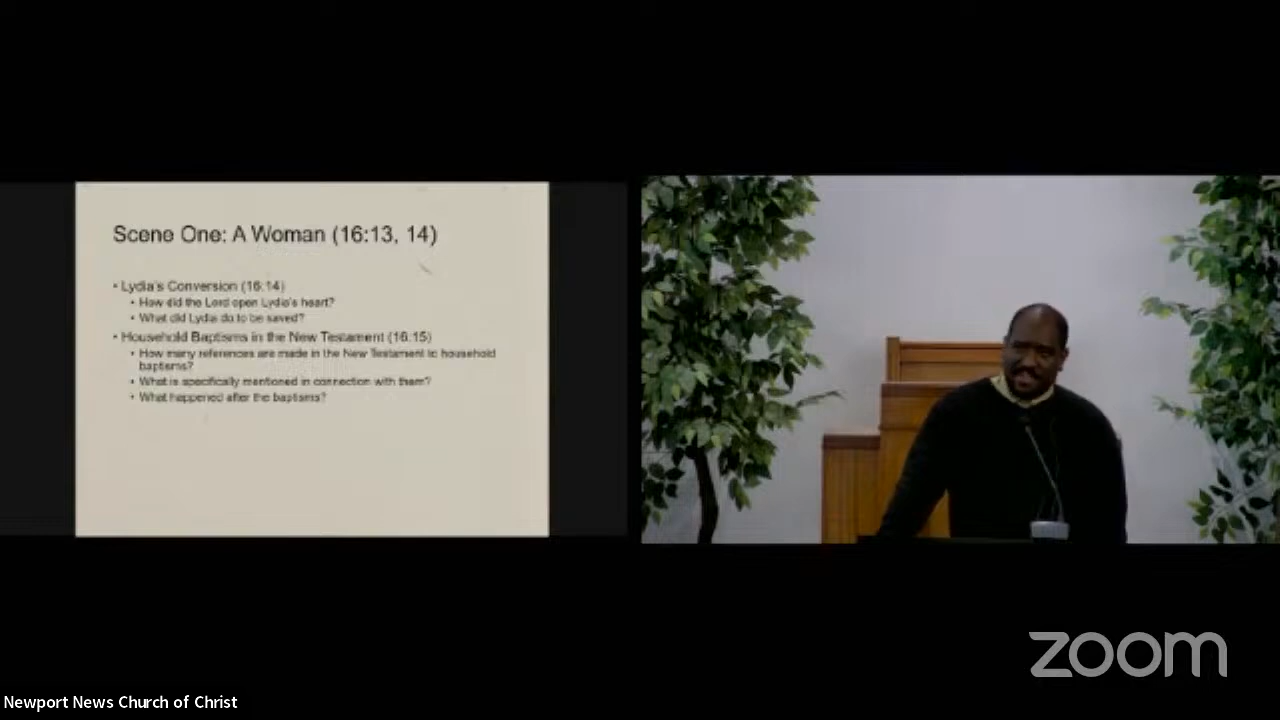 Scene One: A Woman (16:13, 14)
• Lydia's Conversion (16:14)
• How did the Lord open Lydia's heart?
• What did Lydia do to be saved?
• Household Baptisms in the New Testament (16:15)
• How many references are made in the New Testament to household
baptisms?
• What is specifically mentioned in connection with them?
• What happened after the baptisms?
zoom
Newport News Church of Christ